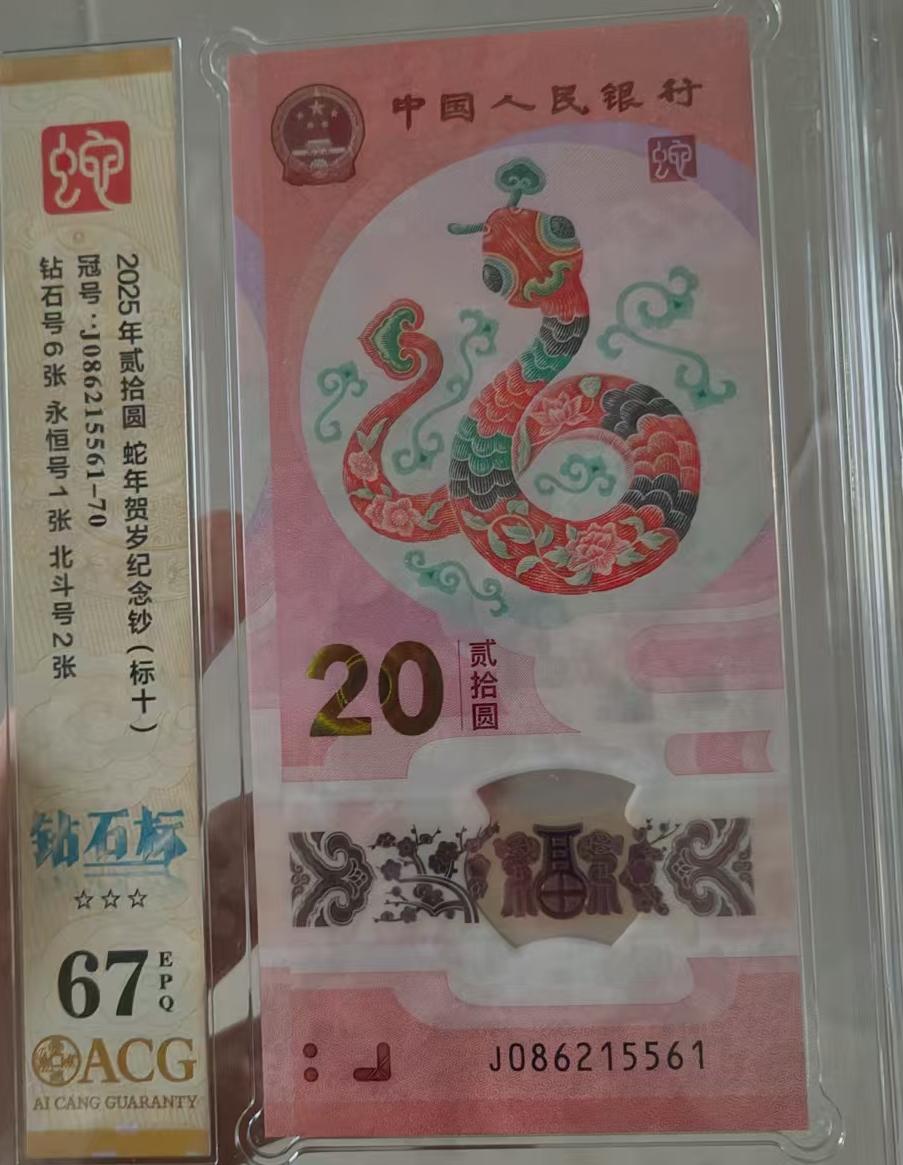 蛇
2025年贰拾圆 蛇年贺岁纪念钞(标十)
冠号:J086215561-70
钻石号6张 永恒号1张 北斗号2张
钻石标
☆☆☆
67 EPQ
ACG
AI CANG GUARANTY
中国人民银行
蛇
20 贰拾圆
J086215561